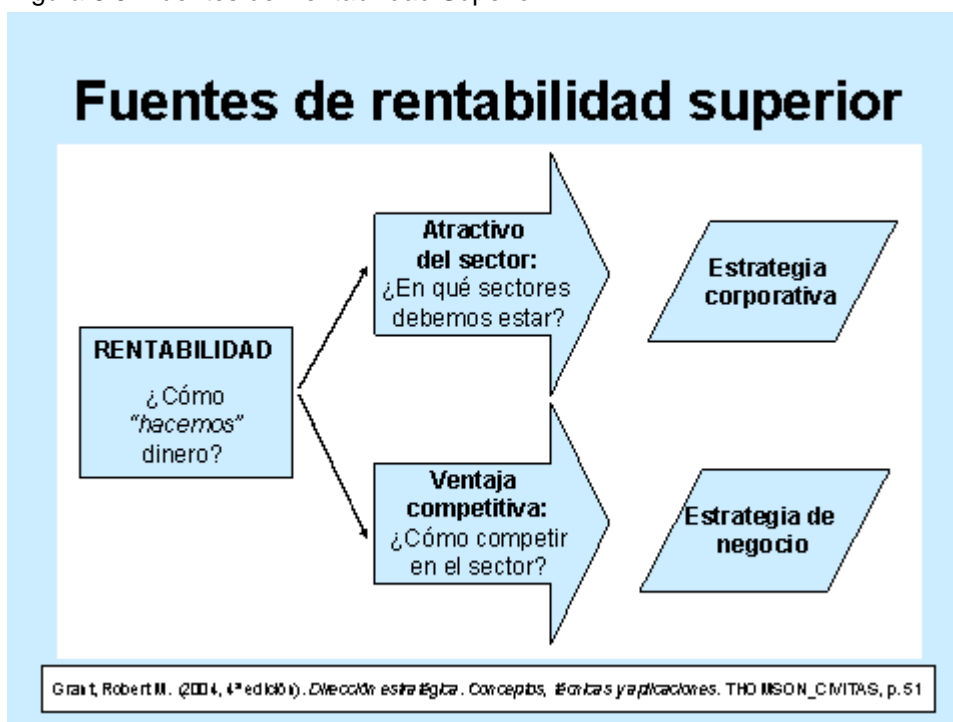 Fuentes de rentabilidad superior
RENTABILIDAD
¿Cómo
"hacemos"
dinero?
Atractivo
del sector:
¿En qué sectores
debemos estar?
Estrategia
corporativa
Ventaja
competitiva:
¿Cómo competir
en el sector?
Estrategia de
negocio
Grant, Robert M. (2004, 4ª edición). Dirección estratégica. Conceptos, técnicas y aplicaciones. THOMSON_CIVITAS, p.51